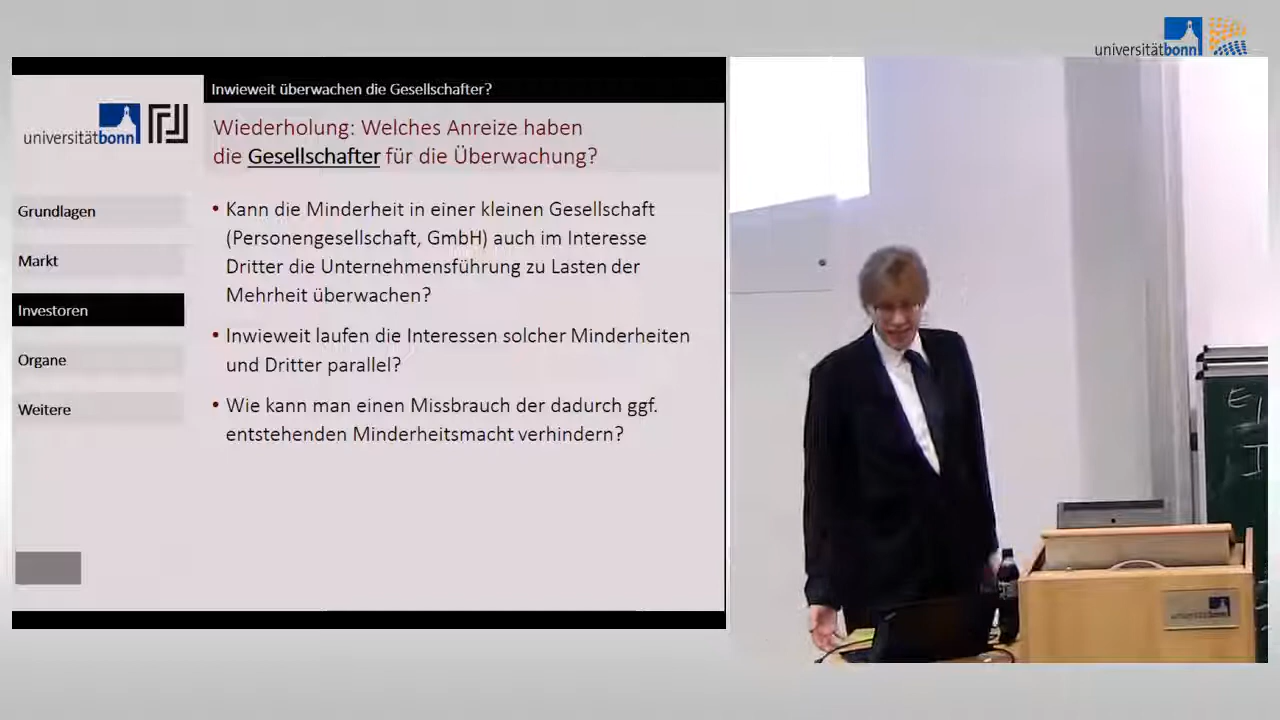 universitätbonn
Inwieweit überwachen die Gesellschafter?
universitätbonn
Wiederholung: Welches Anreize haben
die Gesellschafter für die Überwachung?
Grundlagen
Markt
Investoren
Organe
Weitere
• Kann die Minderheit in einer kleinen Gesellschaft
(Personengesellschaft, GmbH) auch im Interesse
Dritter die Unternehmensführung zu Lasten der
Mehrheit überwachen?
• Inwieweit laufen die Interessen solcher Minderheiten
und Dritter parallel?
• Wie kann man einen Missbrauch der dadurch ggf.
entstehenden Minderheitsmacht verhindern?